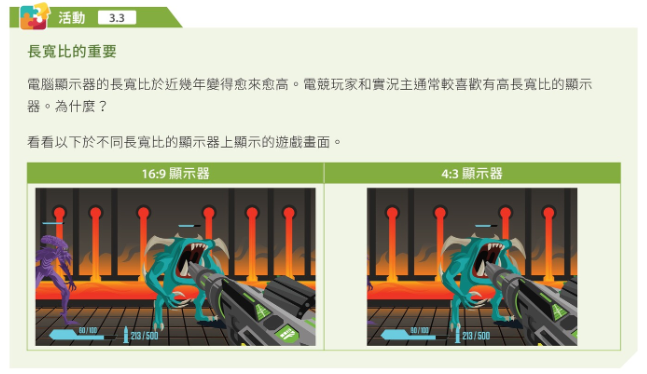 活動 3.3
長寬比的重要
電腦顯示器的長寬比於近幾年變得愈來愈高。電競玩家和實況主通常較喜歡有高長寬比的顯示
器。為什麼？
看看以下於不同長寬比的顯示器上顯示的遊戲畫面。
16:9 顯示器 4:3 顯示器
213/500
213/500